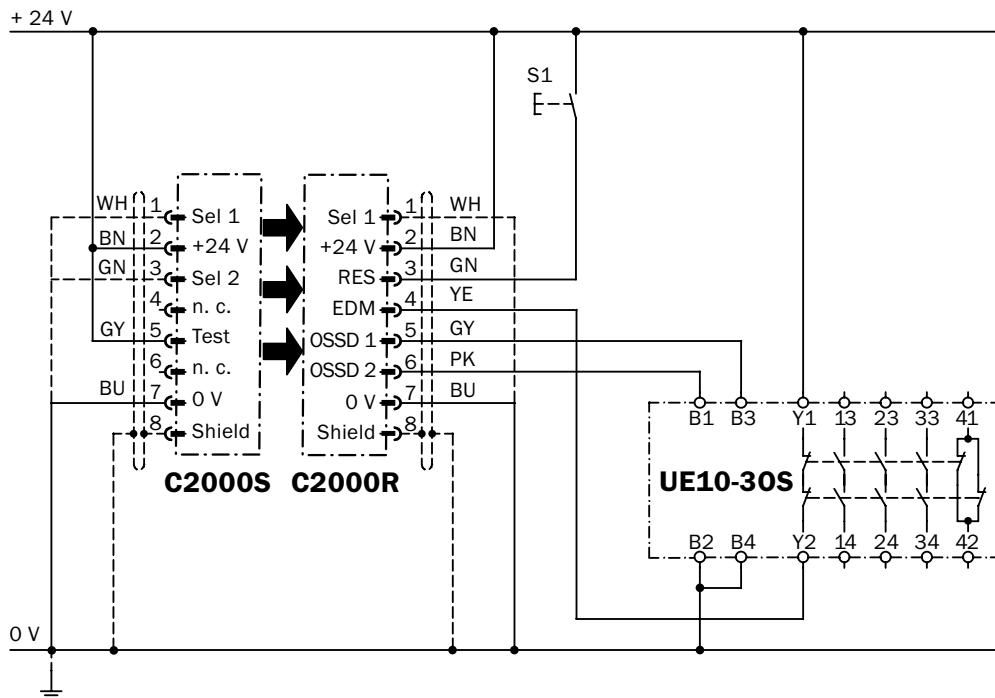 + 24 V
S1
WH 1 Sel 1
BN 2 +24 V
GN 3 Sel 2
4 n. c.
GY 5 Test
6 n. c.
BU 7 0 V
8 Shield
C2000S
Sel 1 1 WH
+24 V 2 BN
RES 3 GN
EDM 4 YE
OSSD 1 5 GY
OSSD 2 6 PK
0 V 7 BU
Shield 8
C2000R
B1 B3 Y1 13 23 33 41
UE10-3OS
B2 B4 Y2 14 24 34 42
0 V